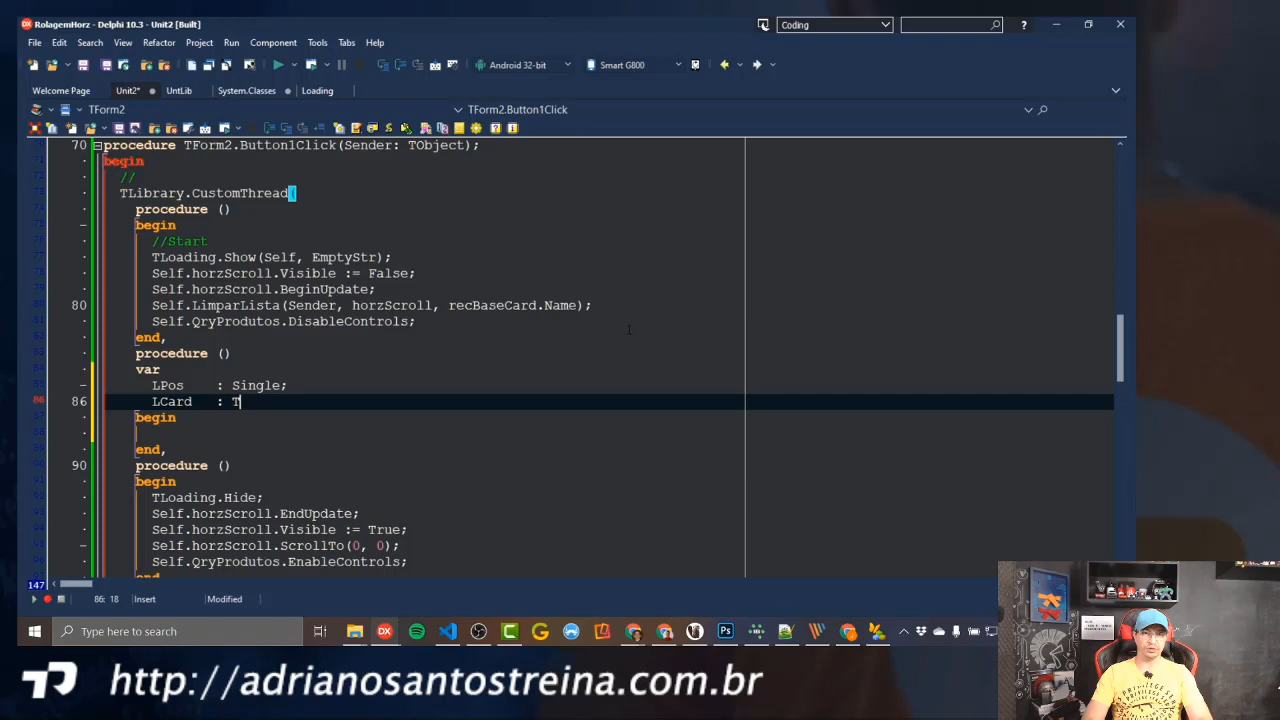 RolagemHorz - Delphi 10.3 - Unit2 [Built]
Coding
?
File Edit Search View Refactor Project Run Component Tools Tabs Help
Android 32-bit
Smart G800
Welcome Page Unit2* UntLib System.Classes Loading
TForm2
TForm2.Button1Click
70 procedure TForm2.Button1Click(Sender: TObject);
begin
//
TLibrary.CustomThread(
procedure ()
begin
//Start
TLoading.Show(Self, EmptyStr);
Self.horzScroll.Visible := False;
Self.horzScroll.BeginUpdate;
80 Self.LimparLista(Sender, horzScroll, recBaseCard.Name);
Self.QryProdutos.DisableControls;
end,
procedure ()
var
LPos : Single;
86 86 LCard : T
begin
end,
90 procedure ()
begin
TLoading.Hide;
Self.horzScroll.EndUpdate;
Self.horzScroll.Visible := True;
Self.horzScroll.ScrollTo(0, 0);
Self.QryProdutos.EnableControls;
end
147
86: 18 Insert Modified
Type here to search
http://adrianosantostreina.com.br